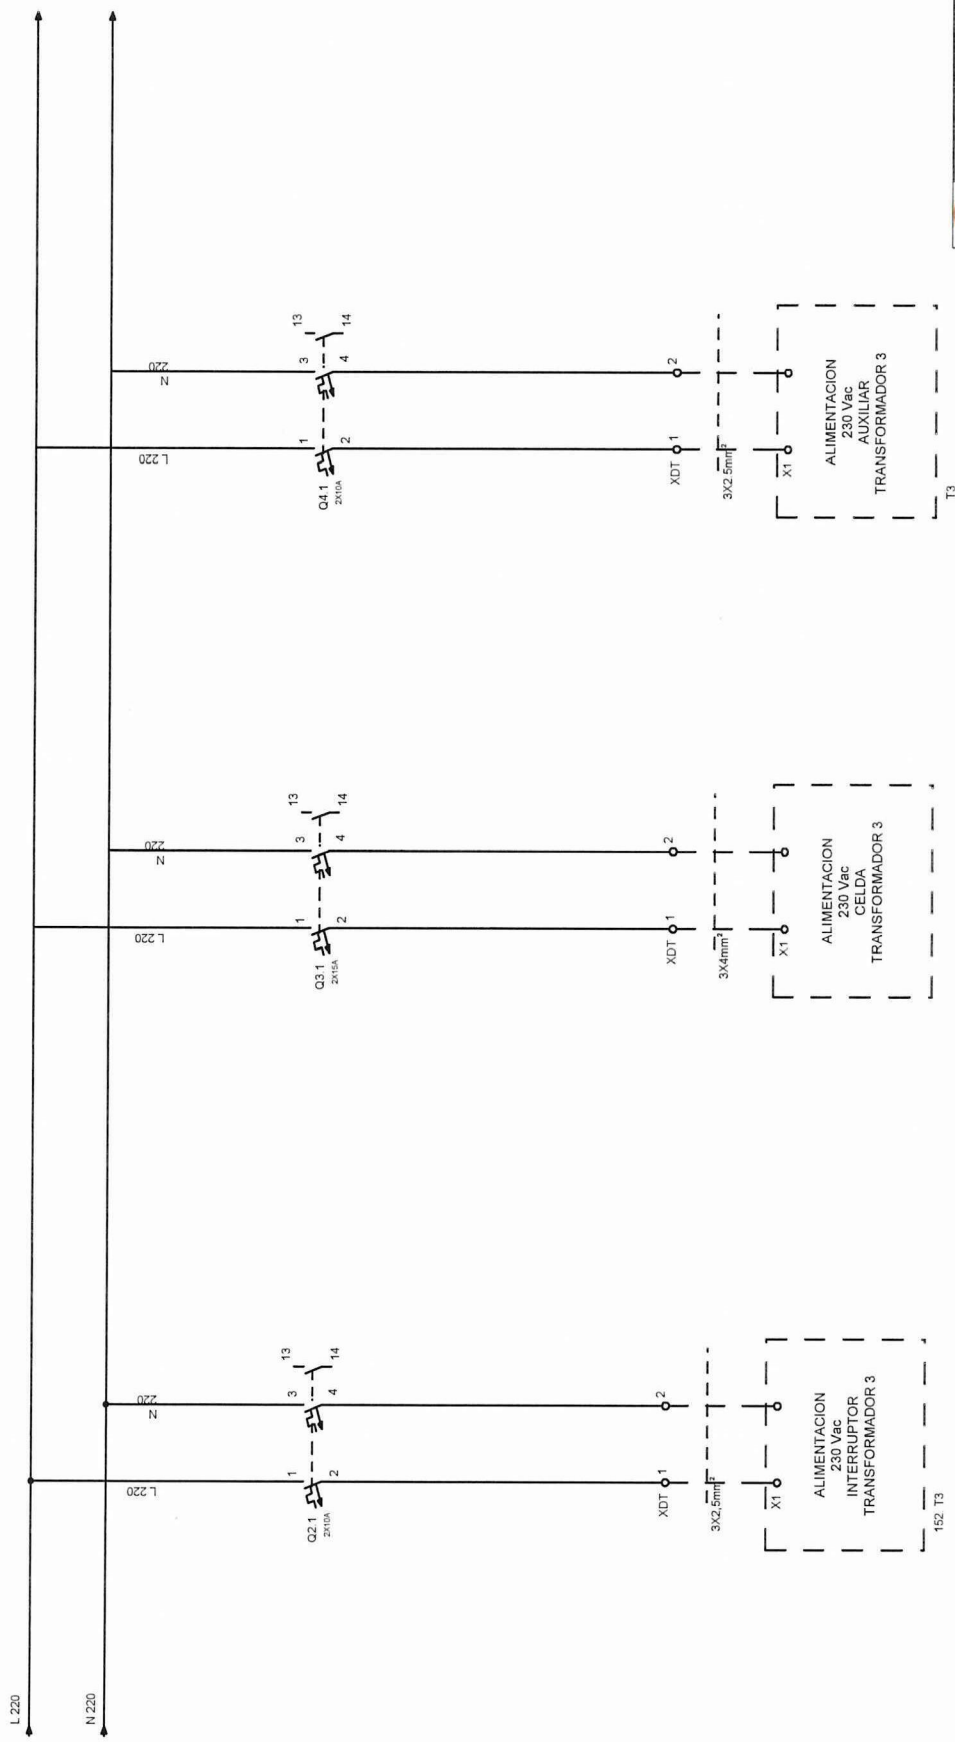 L 220
N 220
L 220
N
220
1
2
3
4
13
14
Q2.1
2X10A
XDT
1
2
3X2,5mm²
X1
ALIMENTACION
230 Vac
INTERRUPTOR
TRANSFORMADOR 3
152 T3
L 220
N
220
1
2
3
4
13
14
Q3.1
2X15A
XDT
1
2
3X4mm²
X1
ALIMENTACION
230 Vac
CELDA
TRANSFORMADOR 3
L 220
N
220
1
2
3
4
13
14
Q4.1
2X10A
XDT
1
2
3X2.5mm²
X1
ALIMENTACION
230 Vac
AUXILIAR
TRANSFORMADOR 3
T3